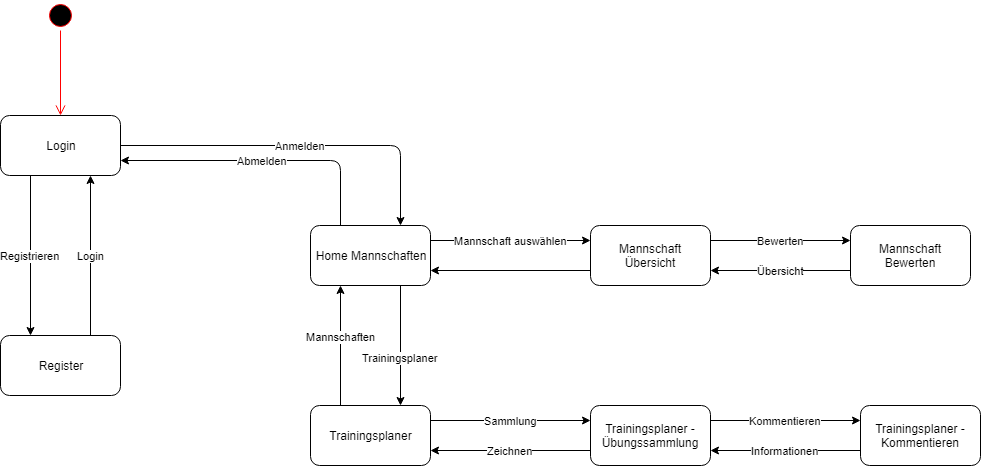 Login
Anmelden
Abmelden
Registrieren
Login
Register
Home Mannschaften
Mannschaft auswählen
Mannschaft
Übersicht
Bewerten
Übersicht
Mannschaft
Bewerten
Mannschaften
Trainingsplaner
Trainingsplaner
Sammlung
Zeichnen
Trainingsplaner -
Übungssammlung
Kommentieren
Informationen
Trainingsplaner -
Kommentieren